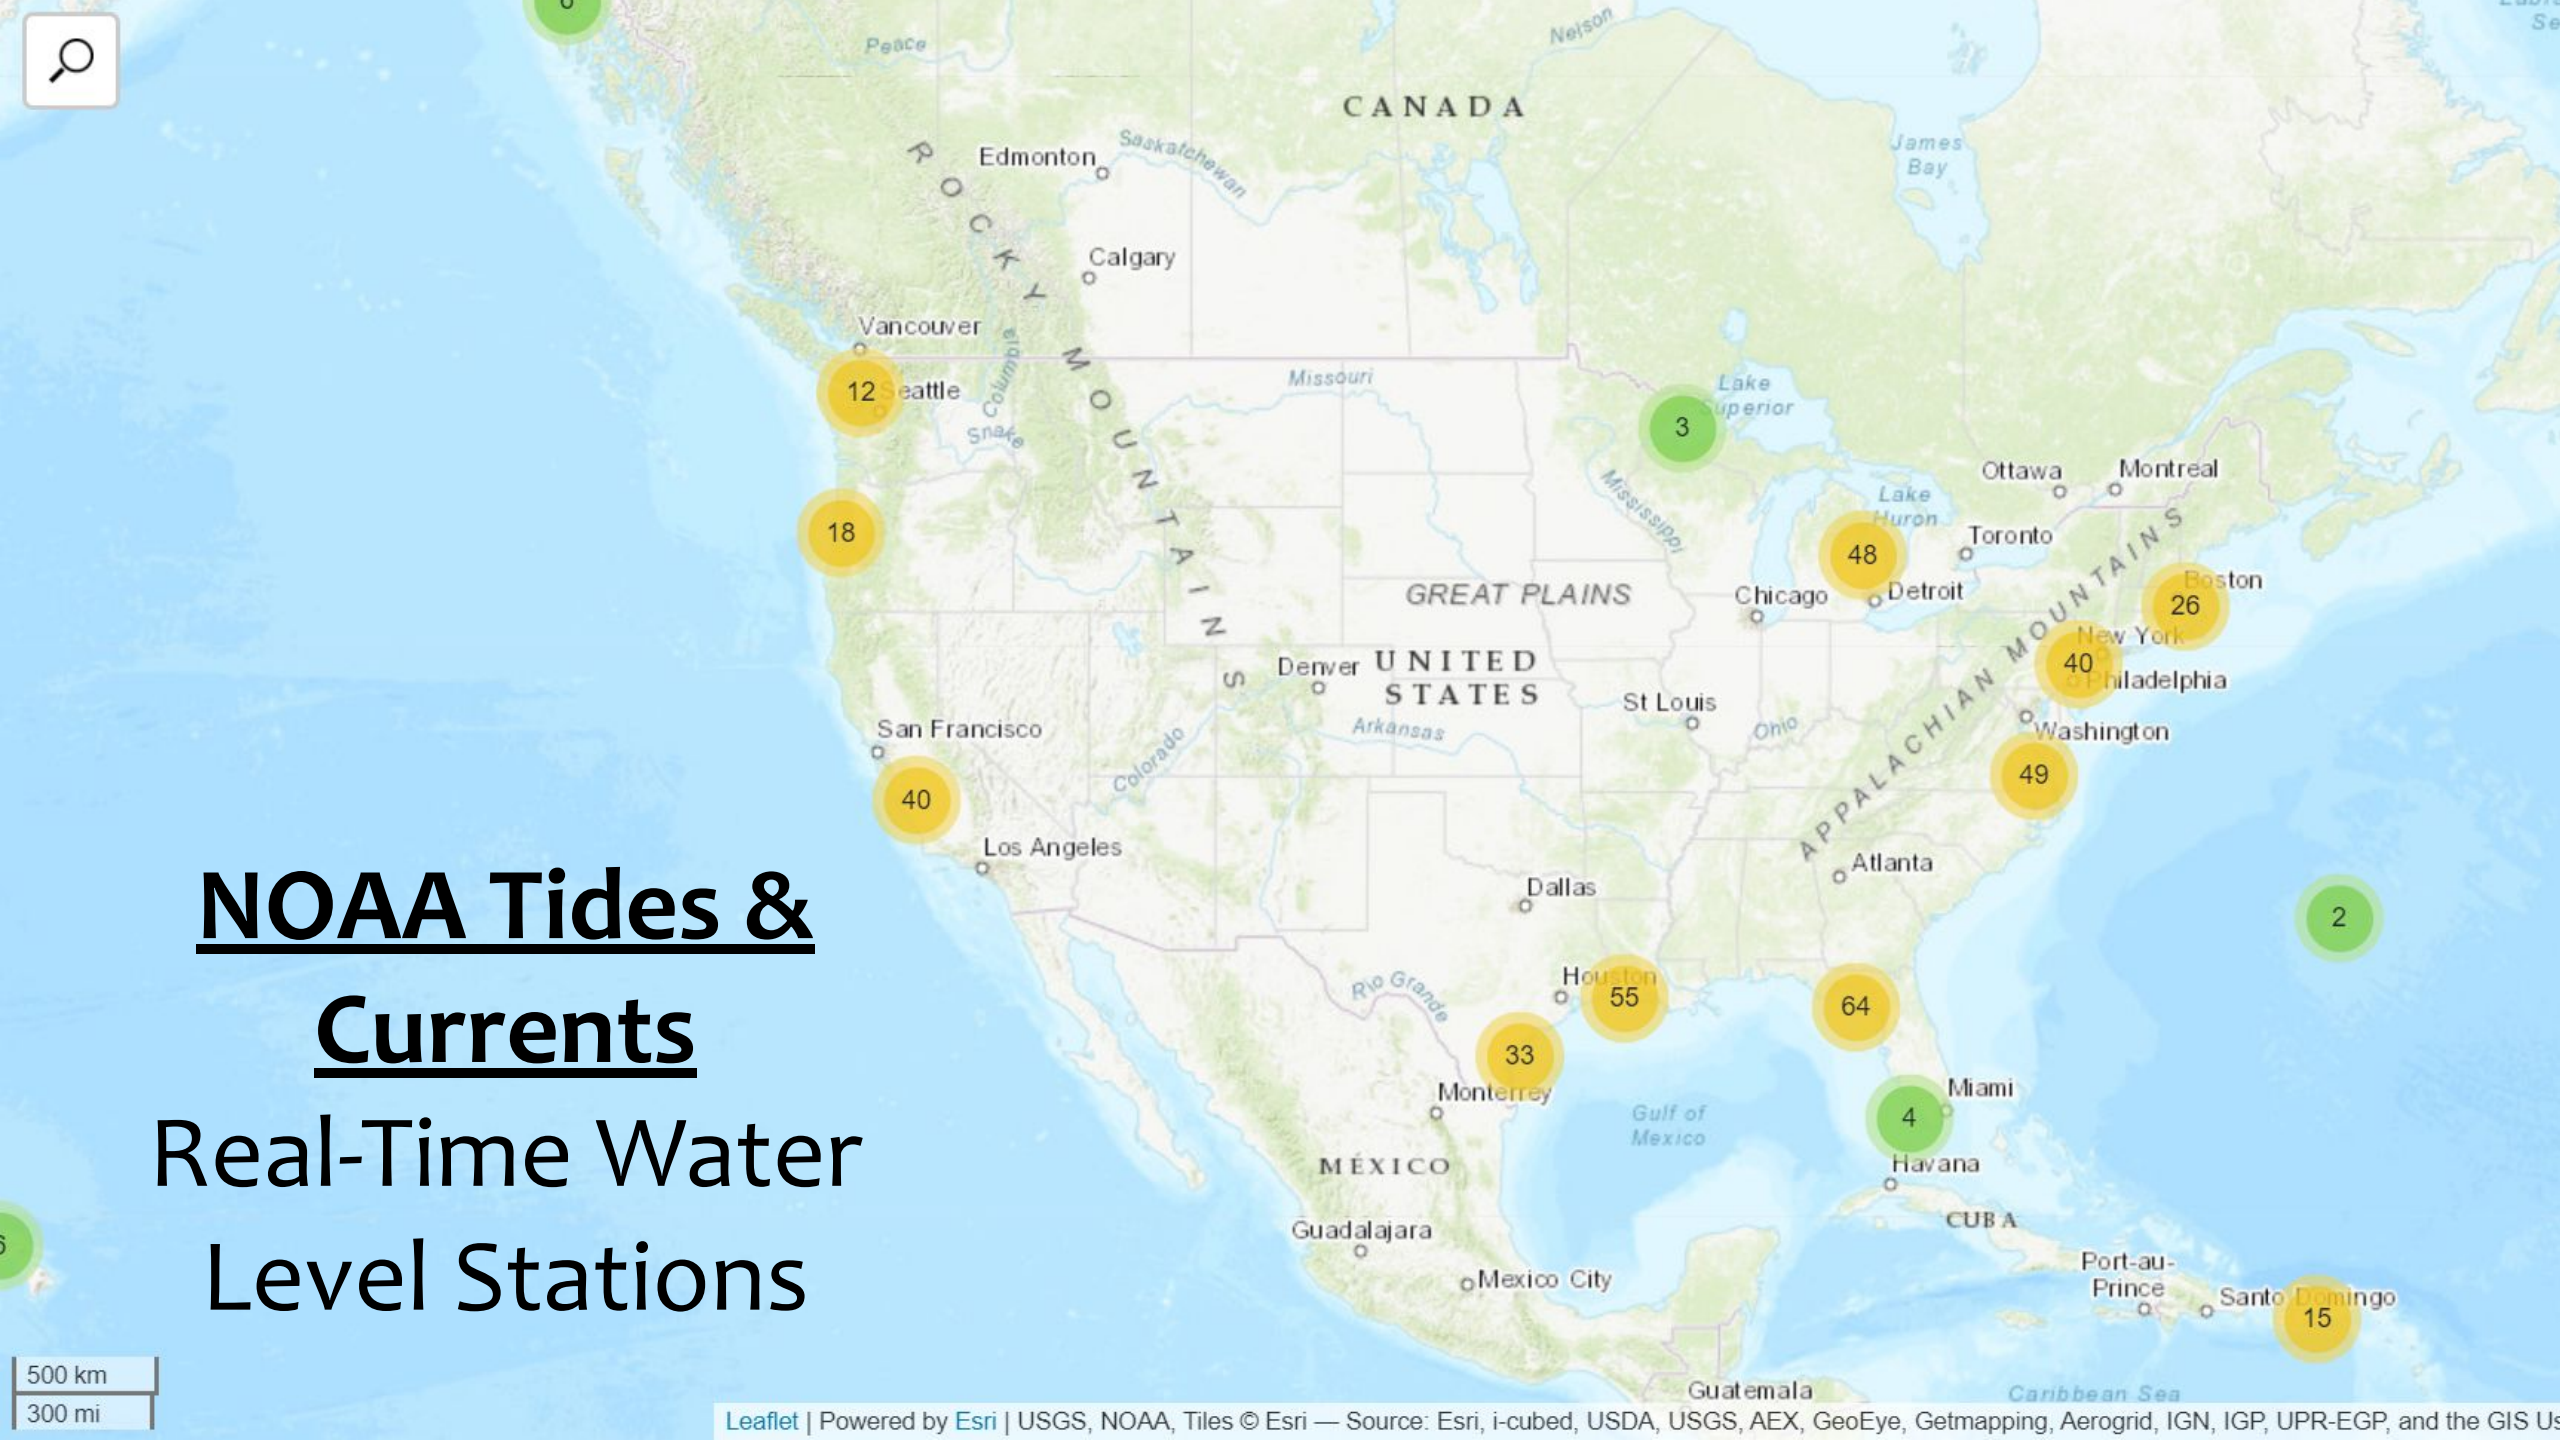 6
Peace
Nelson
CANADA
Edmonton
Saskatchewan
James
Bay
ROCKY MOUNTAINS
Calgary
Vancouver
Columbia
12
Seattle
Snake
Missouri
Lake
Superior
3
Mississippi
Ottawa
Montreal
Lake
Huron
Toronto
18
48
Detroit
Chicago
GREAT PLAINS
Boston
26
New York
40
Philadelphia
APPALACHIAN MOUNTAINS
Denver
UNITED
STATES
St Louis
Ohio
Arkansas
Washington
San Francisco
Colorado
49
40
Los Angeles
Atlanta
Dallas
2
NOAA Tides &
Currents
Real-Time Water
Level Stations
Rio Grande
Houston
55
64
33
Monterrey
Gulf of
Mexico
Miami
4
Havana
MÉXICO
CUBA
Guadalajara
Mexico City
Port-au-
Prince
Santo Domingo
15
6
Guatemala
Caribbean Sea
500 km
300 mi
Leaflet | Powered by Esri | USGS, NOAA, Tiles © Esri — Source: Esri, i-cubed, USDA, USGS, AEX, GeoEye, Getmapping, Aerogrid, IGN, IGP, UPR-EGP, and the GIS